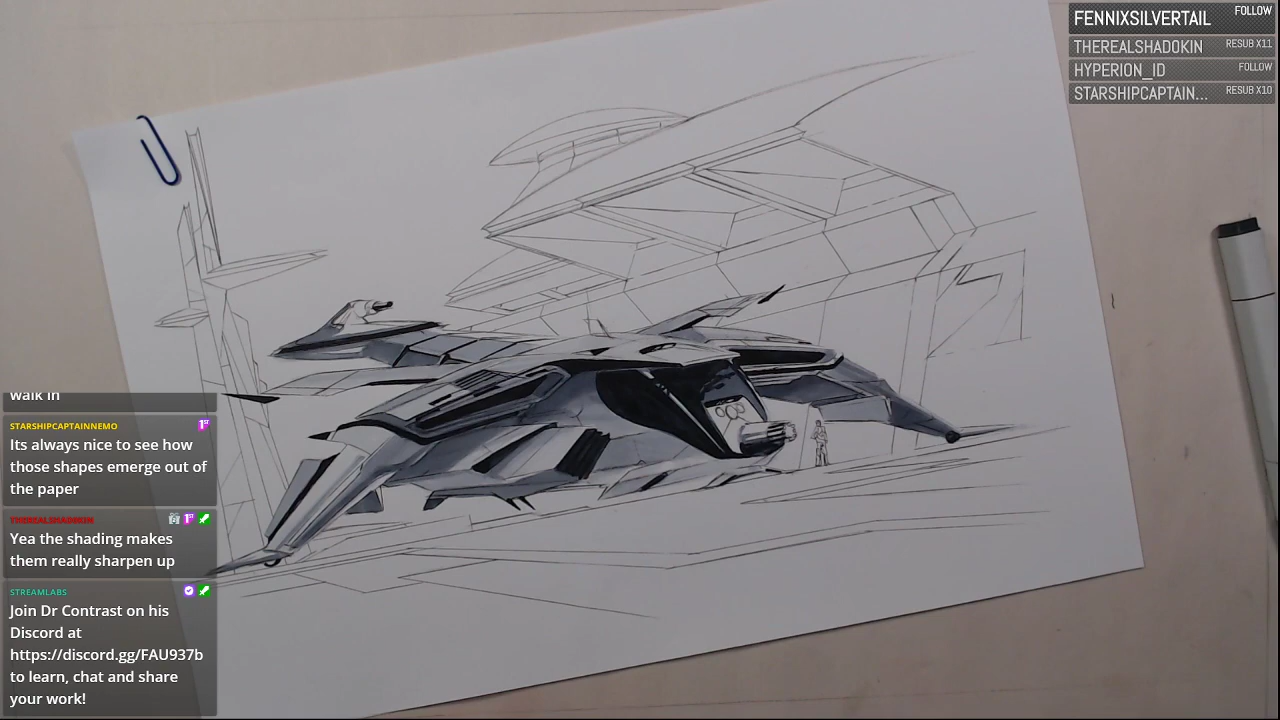 FENNIXSILVERTAIL FOLLOW
THEREALSHADOKIN RESUB X11
HYPERION_ID FOLLOW
STARSHIPCAPTAIN... RESUB X10
walk in
STARSHIPCAPTAINNEMO 1ST
Its always nice to see how
those shapes emerge out of
the paper
THEREALSHADOKIN 1ST
Yea the shading makes
them really sharpen up
STREAMLABS
Join Dr Contrast on his
Discord at
https://discord.gg/FAU937b
to learn, chat and share
your work!